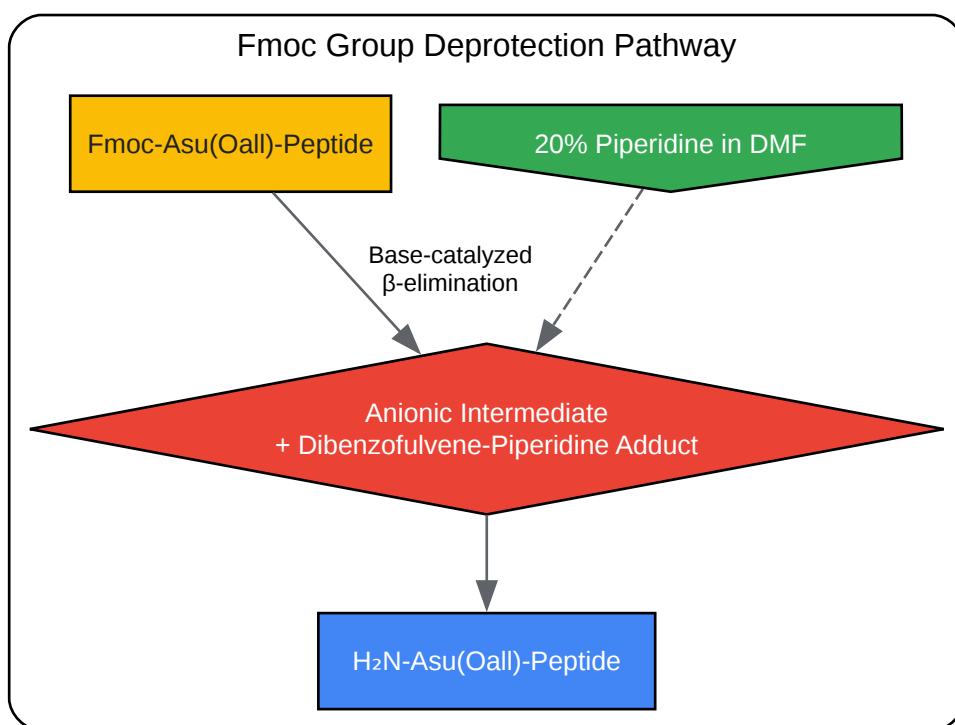 Fmoc Group Deprotection Pathway
Fmoc-Asu(Oall)-Peptide
20% Piperidine in DMF
Base-catalyzed
β-elimination
Anionic Intermediate
+ Dibenzofulvene-Piperidine Adduct
H₂N-Asu(Oall)-Peptide